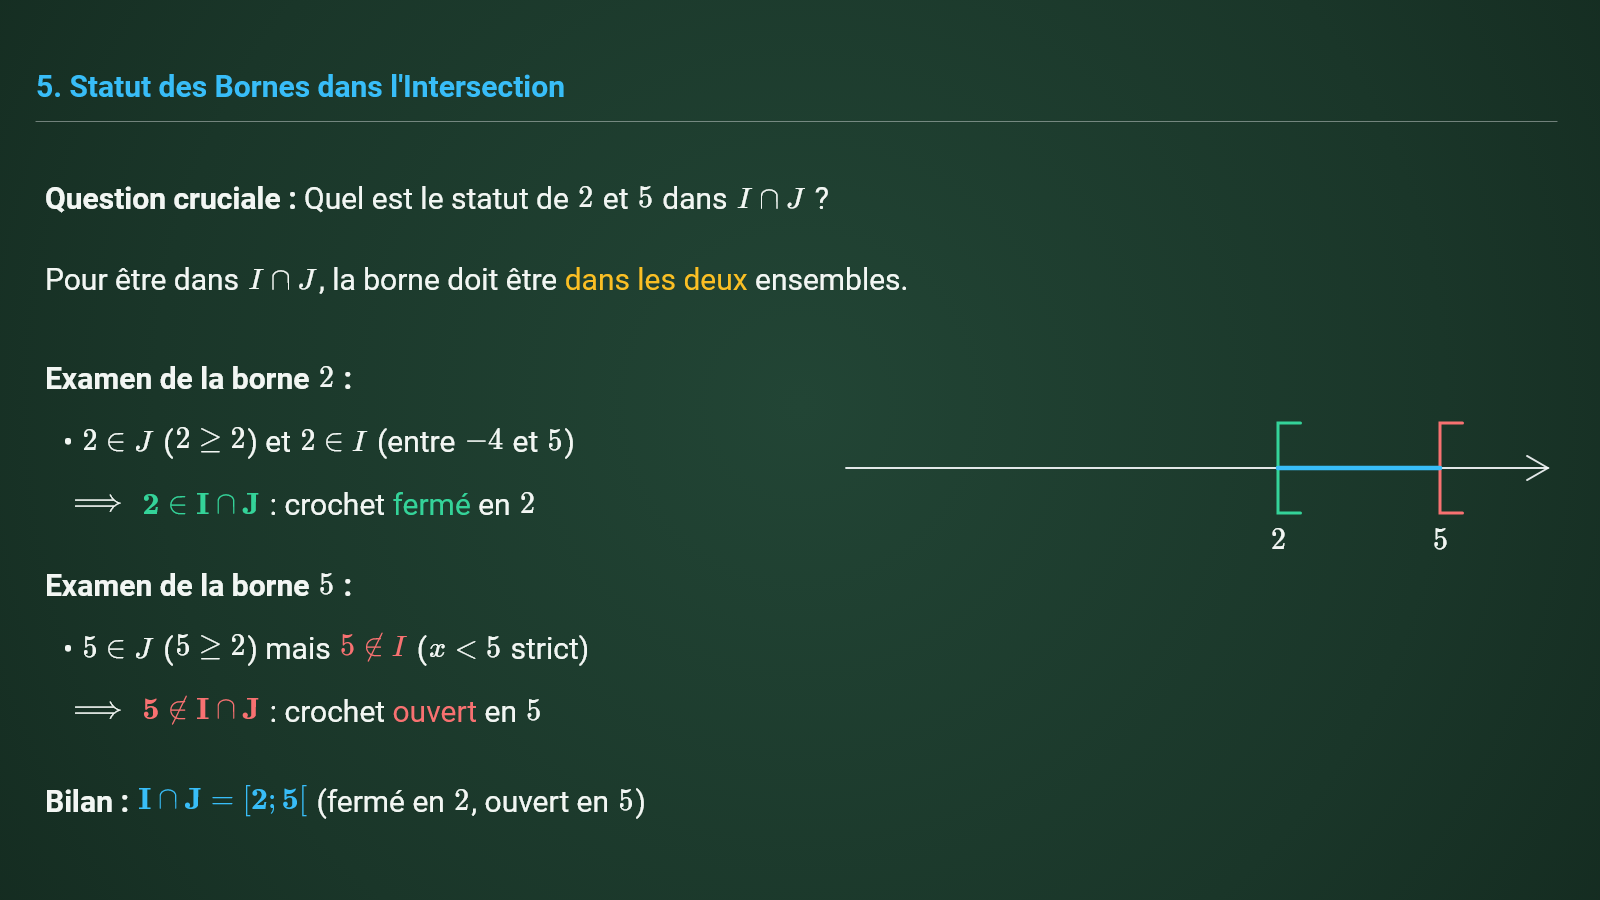 5. Statut des Bornes dans l'Intersection
Question cruciale : Quel est le statut de 2 et 5 dans I ∩ J ?
Pour être dans I ∩ J, la borne doit être dans les deux ensembles.
Examen de la borne 2 :
• 2 ∈ J (2 ≥ 2) et 2 ∈ I (entre −4 et 5)
⟹ 2 ∈ I ∩ J : crochet fermé en 2
Examen de la borne 5 :
• 5 ∈ J (5 ≥ 2) mais 5 ∉ I (x < 5 strict)
⟹ 5 ∉ I ∩ J : crochet ouvert en 5
Bilan : I ∩ J = [2; 5[ (fermé en 2, ouvert en 5)
2 5